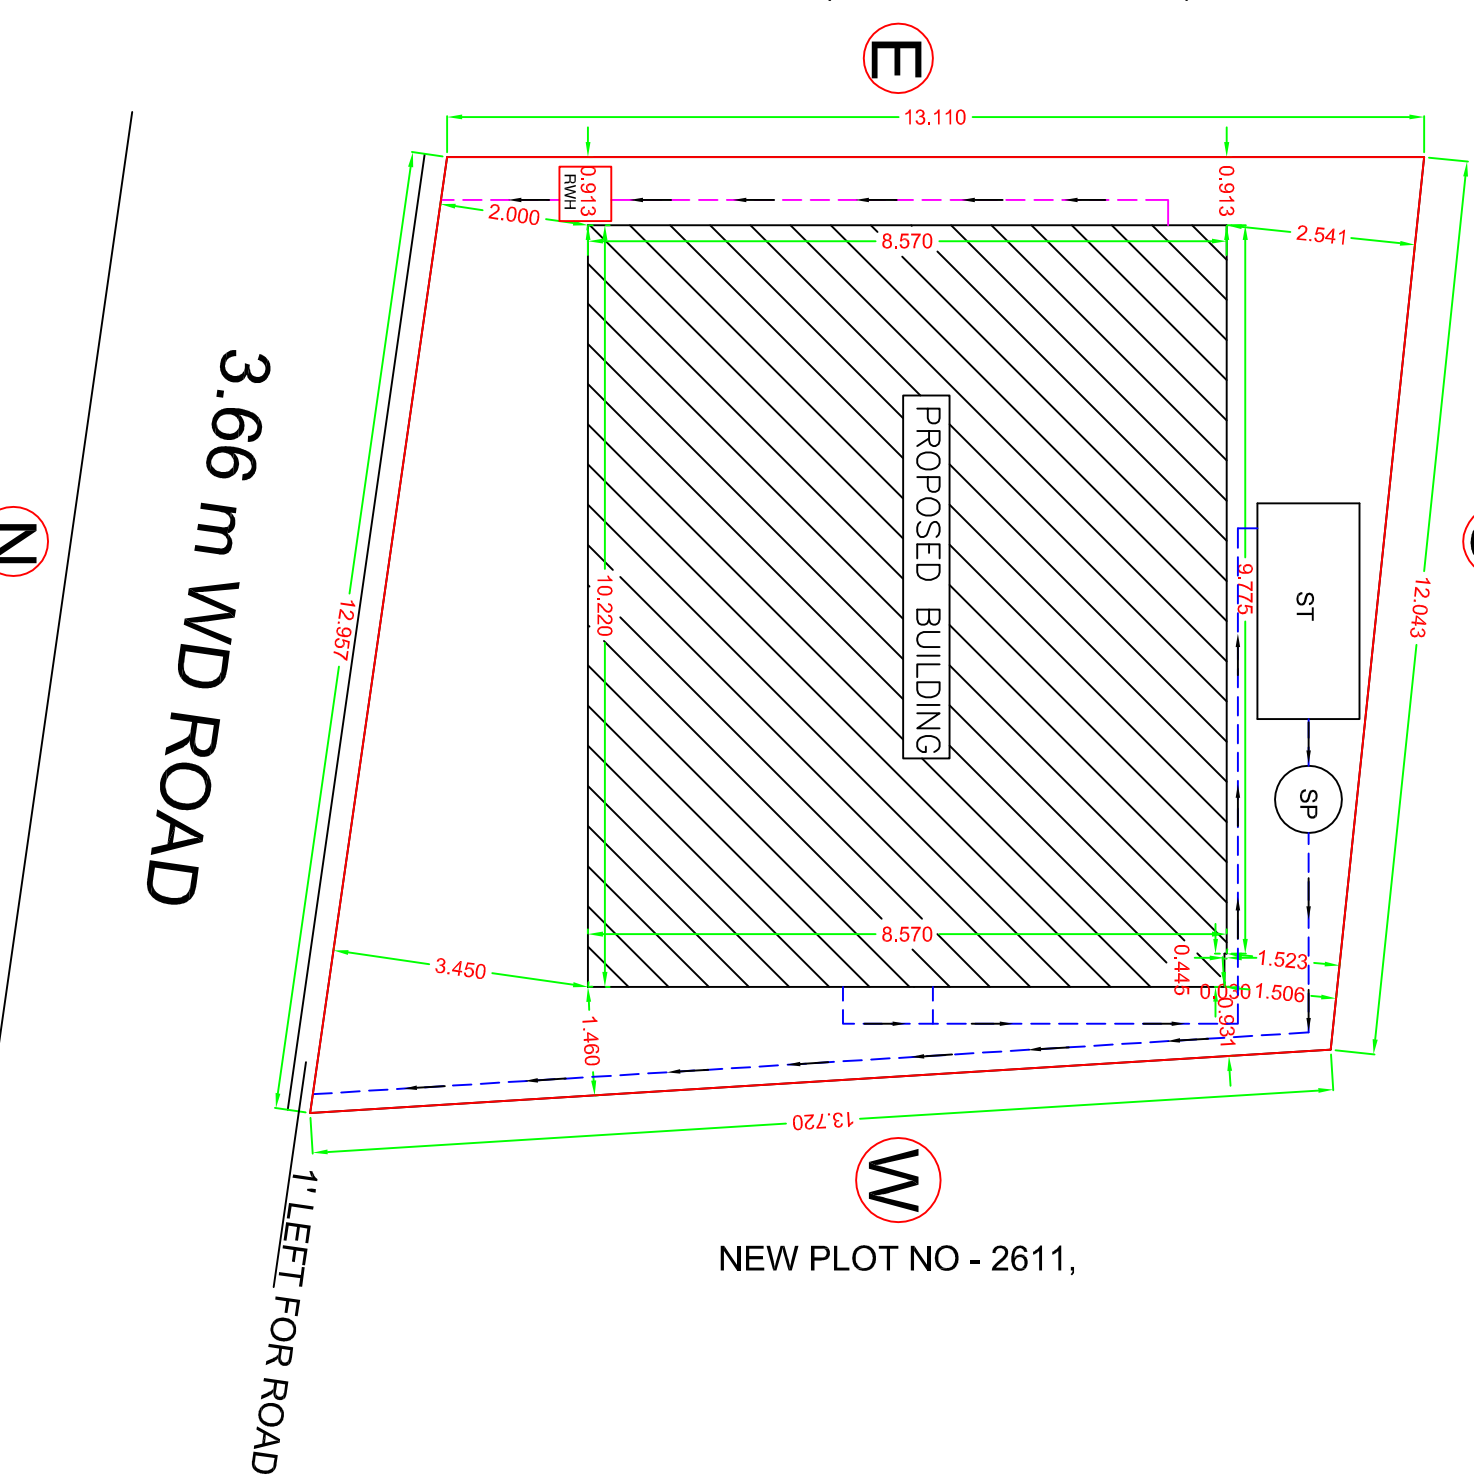 E
13.110
0.913
RWH
0.913
2.000
8.570
2.541
3.66 m WD ROAD
PROPOSED BUILDING
N
12.957
10.220
9.775
ST
12.043
SP
8.570
3.450
0.445
1.523
0.030
1.506
0.931
1.460
13.720
W
1' LEFT FOR ROAD
NEW PLOT NO - 2611,